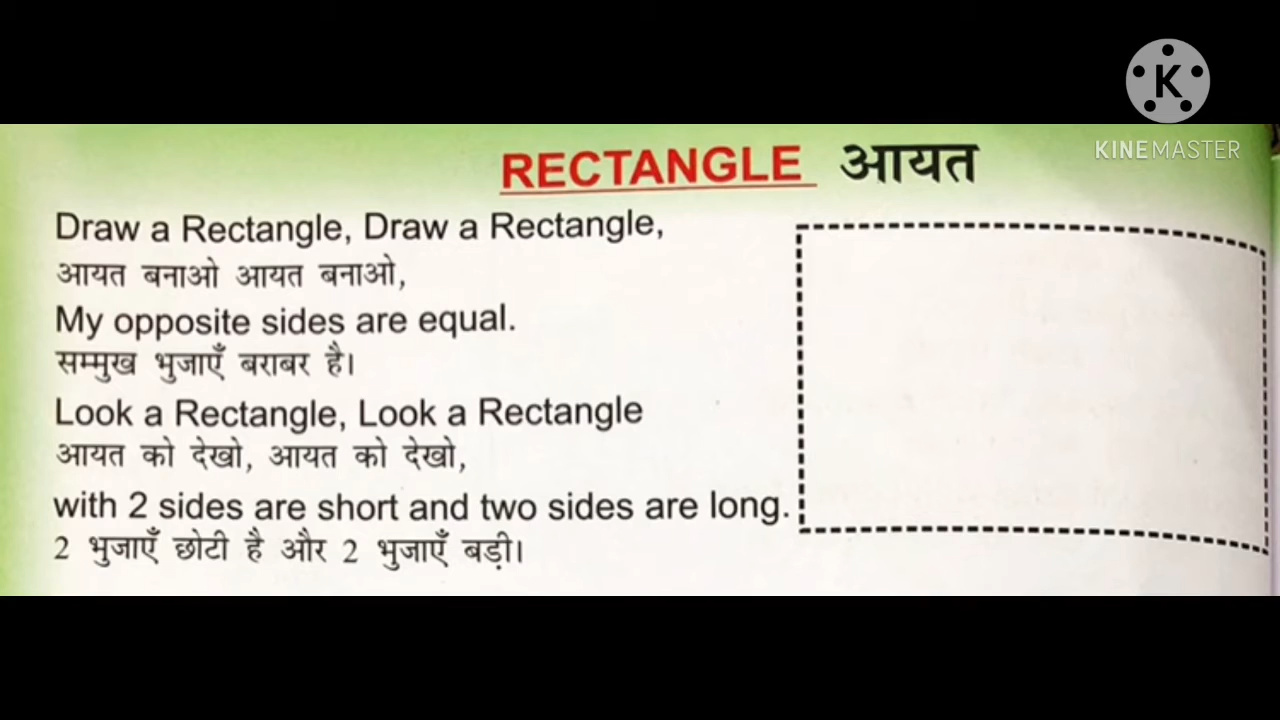 K
KINEMASTER
RECTANGLE आयत
Draw a Rectangle, Draw a Rectangle,
आयत बनाओ आयत बनाओ,
My opposite sides are equal.
सम्मुख भुजाएँ बराबर है।
Look a Rectangle, Look a Rectangle
आयत को देखो, आयत को देखो,
with 2 sides are short and two sides are long.
2 भुजाएँ छोटी है और 2 भुजाएँ बड़ी।